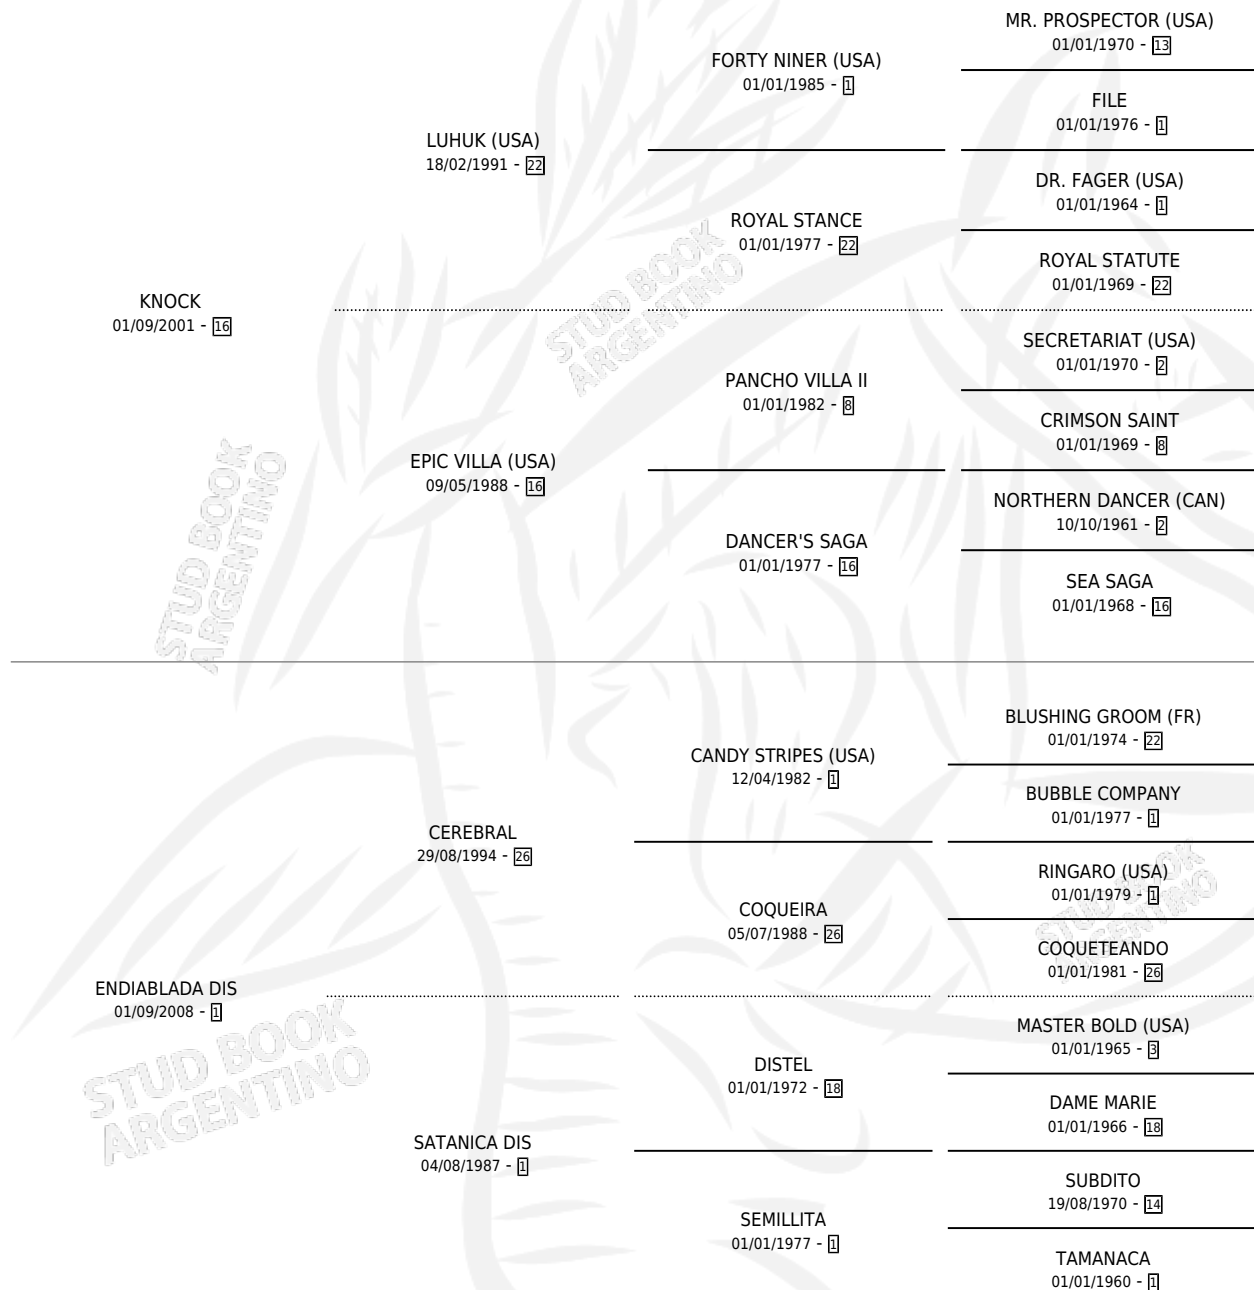 MR. PROSPECTOR (USA)
01/01/1970 - 13
FORTY NINER (USA)
01/01/1985 - 1
FILE
01/01/1976 - 1
LUHUK (USA)
18/02/1991 - 22
DR. FAGER (USA)
01/01/1964 - 1
ROYAL STANCE
01/01/1977 - 22
ROYAL STATUTE
01/01/1969 - 22
KNOCK
01/09/2001 - 16
SECRETARIAT (USA)
01/01/1970 - 2
PANCHO VILLA II
01/01/1982 - 8
CRIMSON SAINT
01/01/1969 - 8
EPIC VILLA (USA)
09/05/1988 - 16
NORTHERN DANCER (CAN)
10/10/1961 - 2
DANCER'S SAGA
01/01/1977 - 16
SEA SAGA
01/01/1968 - 16
BLUSHING GROOM (FR)
01/01/1974 - 22
CANDY STRIPES (USA)
12/04/1982 - 1
BUBBLE COMPANY
01/01/1977 - 1
CEREBRAL
29/08/1994 - 26
RINGARO (USA)
01/01/1979 - 1
COQUEIRA
05/07/1988 - 26
COQUETEANDO
01/01/1981 - 26
ENDIABLADA DIS
01/09/2008 - 1
MASTER BOLD (USA)
01/01/1965 - 3
DISTEL
01/01/1972 - 18
DAME MARIE
01/01/1966 - 18
SATANICA DIS
04/08/1987 - 1
SUBDITO
19/08/1970 - 14
SEMILLITA
01/01/1977 - 1
TAMANACA
01/01/1960 - 1
STUD BOOK
ARGENTINO
STUD BOOK
ARGENTINO
STUD BOOK
ARGENTINO
STUD BOOK
ARGENTINO